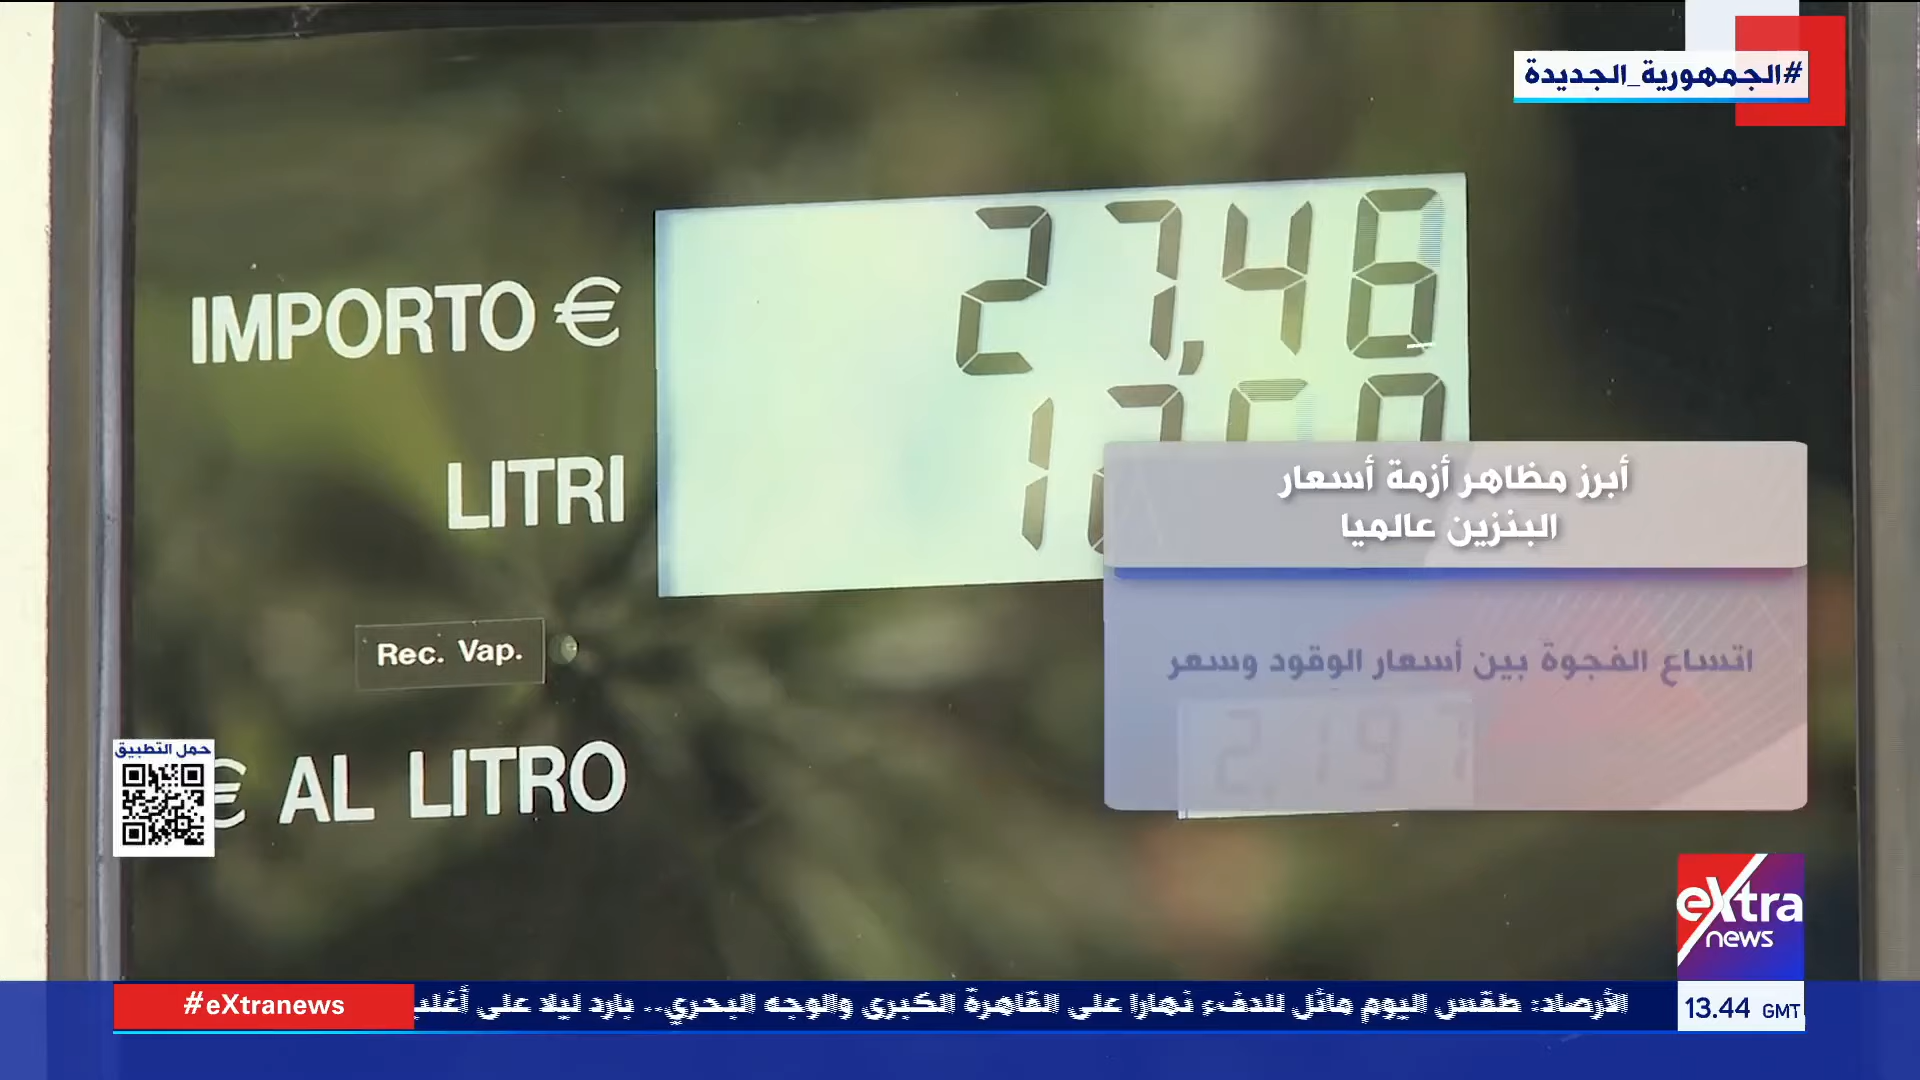 #الجمهورية_الجديدة
IMPORTO € 27,46
LITRI
أبرز مظاهر أزمة أسعار
البنزين عالميا
اتساع الفجوة بين أسعار الوقود وسعر
Rec. Vap.
حمل التطبيق
€ AL LITRO 2,197
eXtra
news
#eXtranews
الأرصاد: طقس اليوم مائل للدفء نهارا على القاهرة الكبرى والوجه البحري.. بارد ليلا على
13.44 GMT